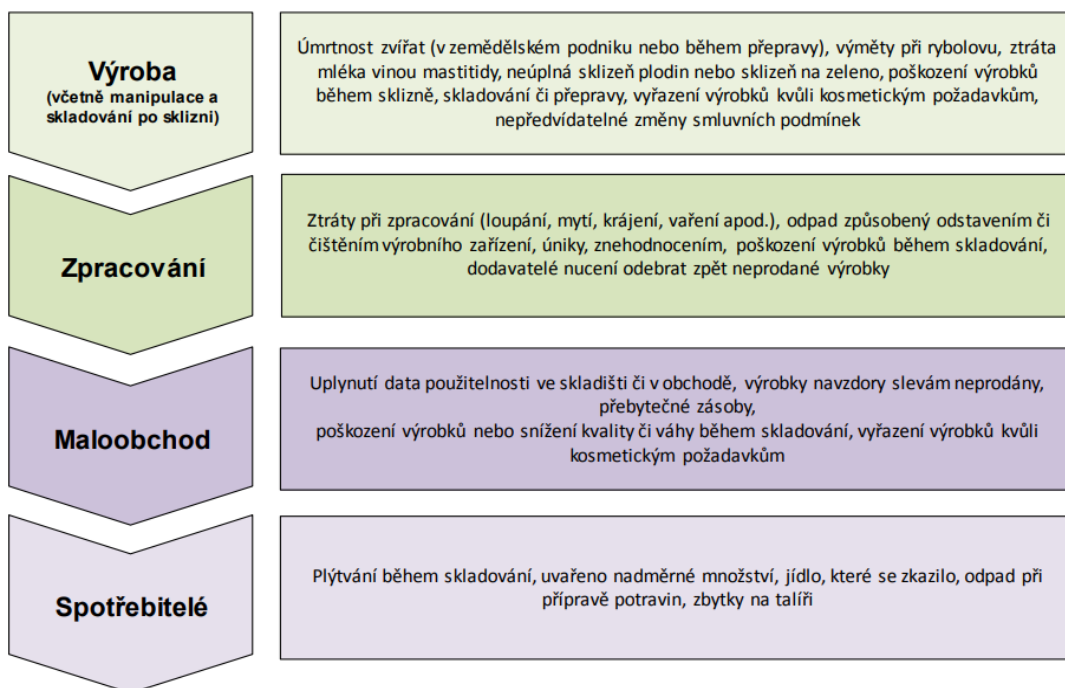 Výroba
(včetně manipulace a
skladování po sklizni)
Úmrtnost zvířat (v zemědělském podniku nebo během přepravy), výměty při rybolovu, ztráta
mléka vinou mastitidy, neúplná sklizeň plodin nebo sklizeň na zeleno, poškození výrobků
během sklizně, skladování či přepravy, vyřazení výrobků kvůli kosmetickým požadavkům,
nepředvídatelné změny smluvních podmínek
Zpracování
Ztráty při zpracování (loupání, mytí, krájení, vaření apod.), odpad způsobený odstavením či
čištěním výrobního zařízení, úniky, znehodnocením, poškození výrobků během skladování,
dodavatelé nucení odebrat zpět neprodané výrobky
Maloobchod
Uplynutí data použitelnosti ve skladišti či v obchodě, výrobky navzdory slevám neprodány,
přebytečné zásoby,
poškození výrobků nebo snížení kvality či váhy během skladování, vyřazení výrobků kvůli
kosmetickým požadavkům
Spotřebitelé
Plýtvání během skladování, uvařeno nadměrné množství, jídlo, které se zkazilo, odpad při
přípravě potravin, zbytky na talíři